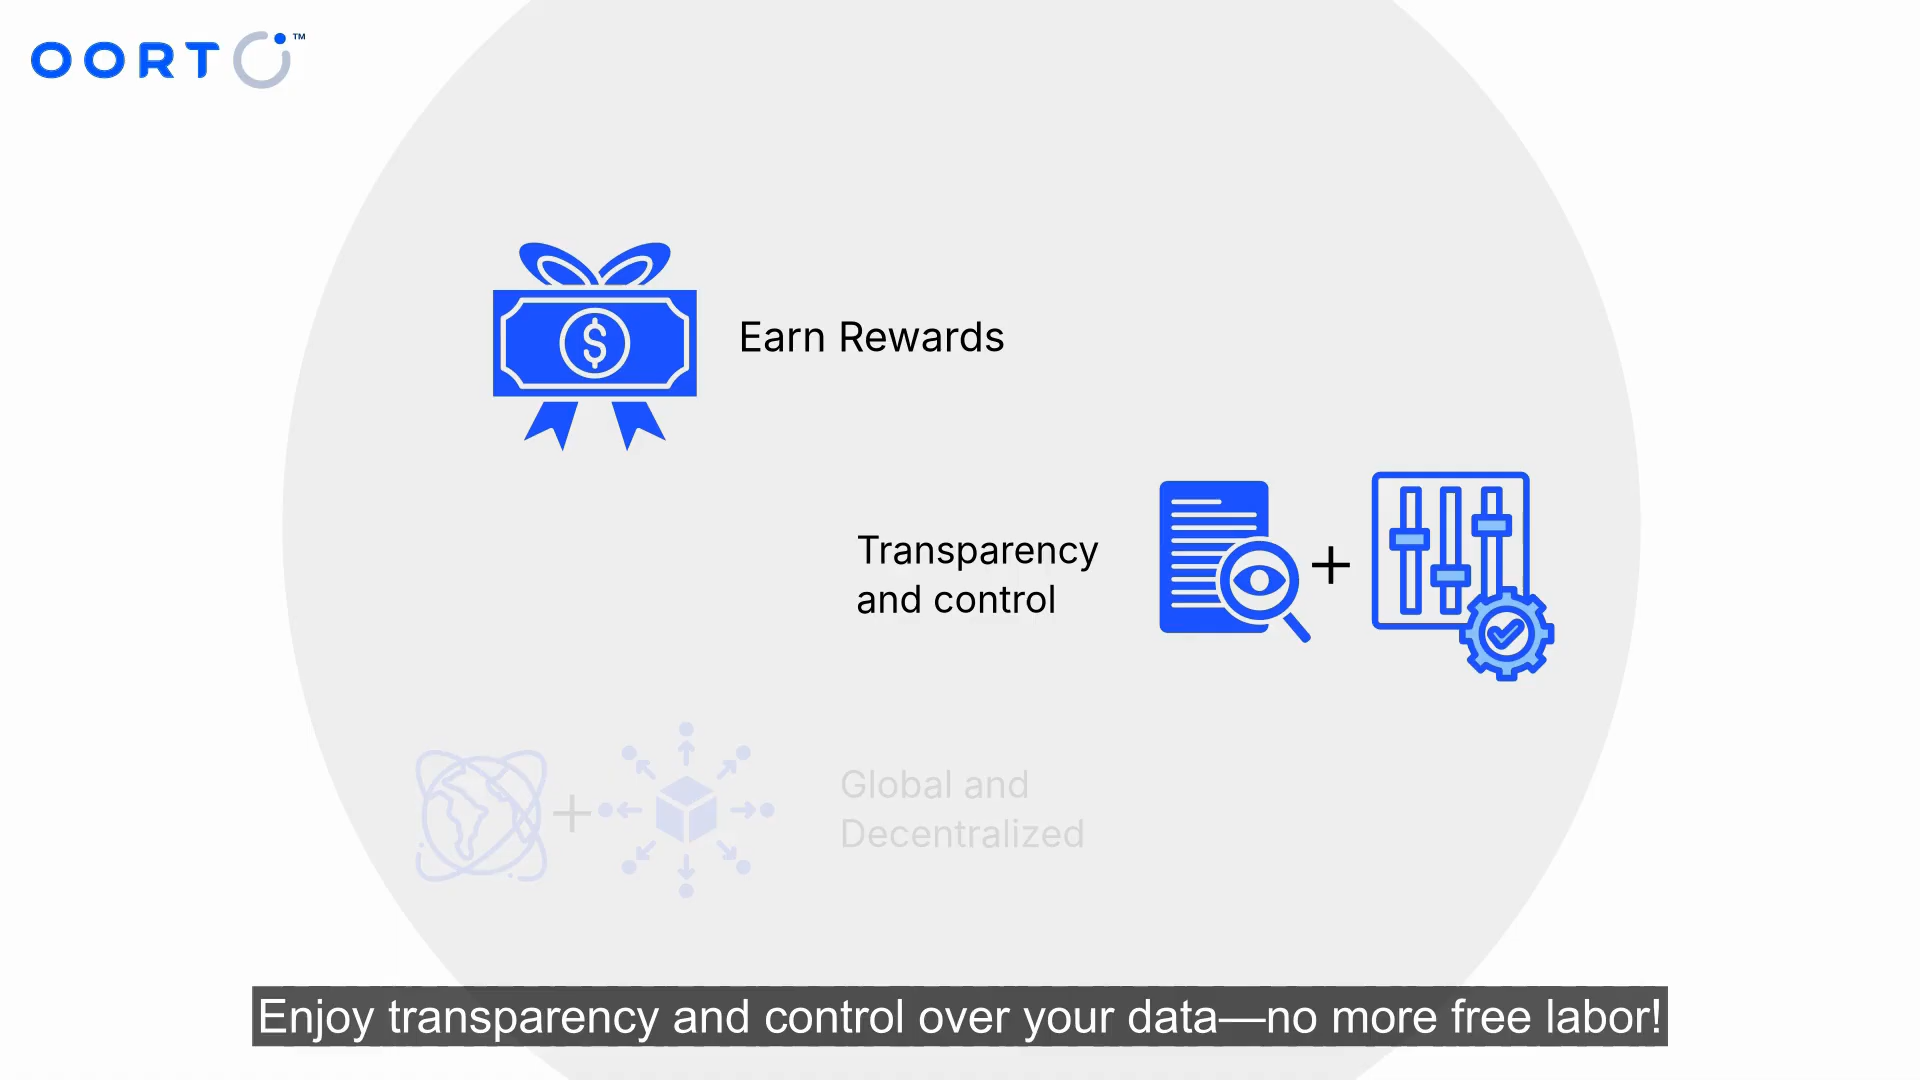 OORT ™
Earn Rewards
$
Transparency
and control
+
+
Global and
Decentralized
Enjoy transparency and control over your data—no more free labor!